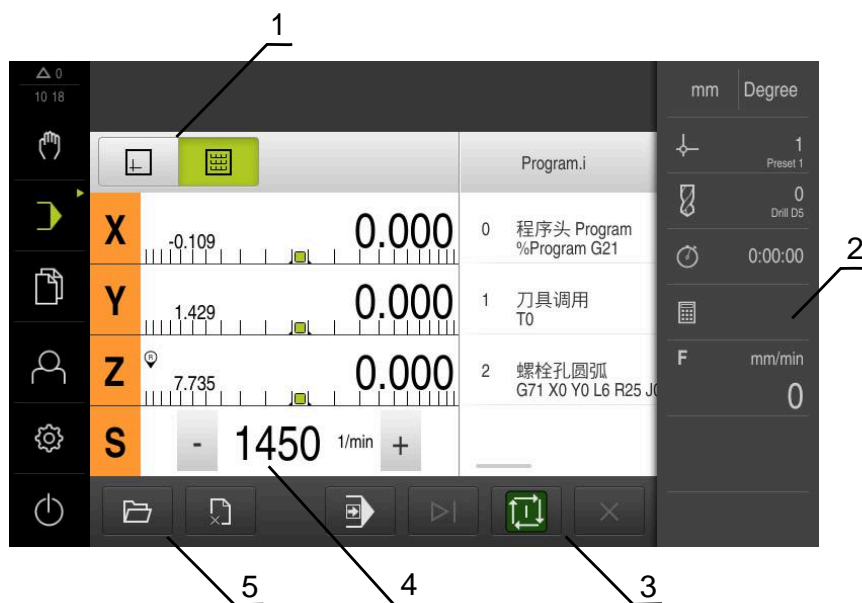 1
0
10 18
mm Degree
1
Preset 1
0
Drill D5
0:00:00
2
F mm/min
0
Program.i
X -0.109 0.000
Y 1.429 0.000
Z R 7.735 0.000
S - 1450 1/min +
0 程序头 Program
%Program G21
1 刀具调用
T0
2 螺栓孔圆弧
G71 X0 Y0 L6 R25 J0
5 4 3